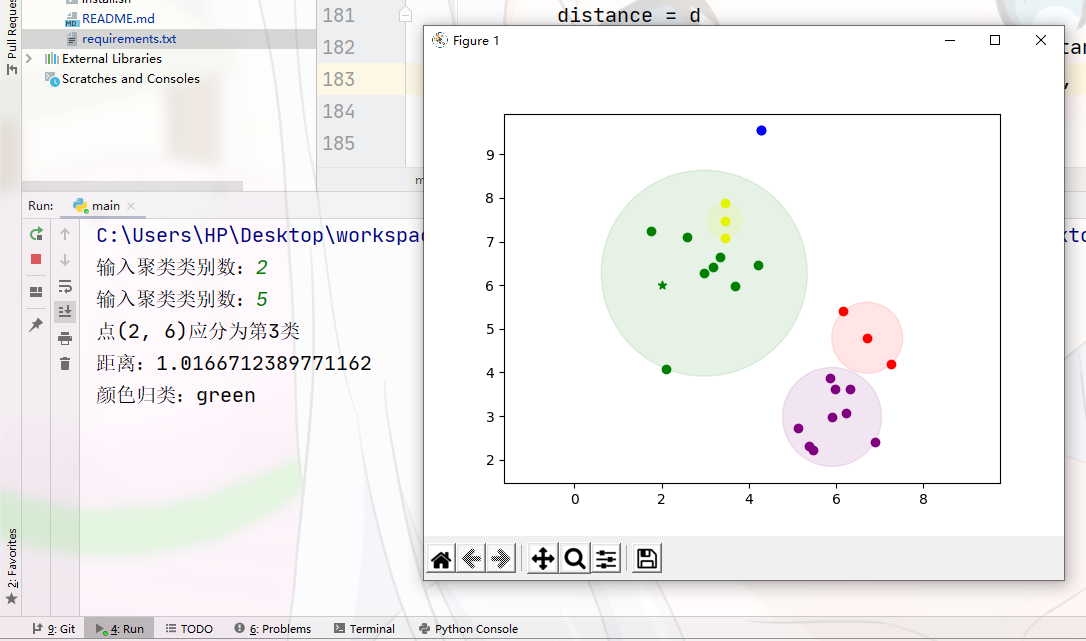 install.sh
README.md
requirements.txt
External Libraries
Scratches and Consoles
Pull Reques
181
182
183
184
185
distance = d
Figure 1
9
8
7
6
5
4
3
2
0
2
4
6
8
Run:
main
C:\Users\HP\Desktop\workspac
输入聚类类别数：2
输入聚类类别数：5
点(2, 6)应分为第3类
距离：1.0166712389771162
颜色归类：green
2: Favorites
9: Git
4: Run
TODO
6: Problems
Terminal
Python Console